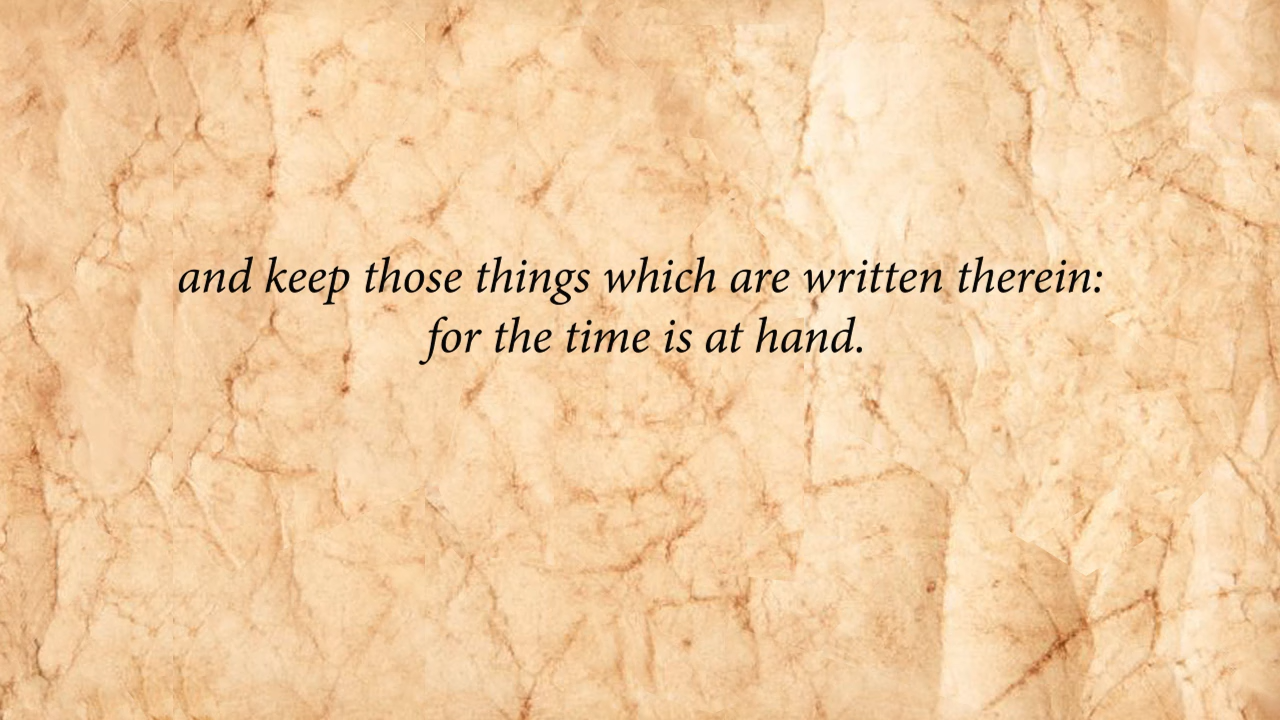 and keep those things which are written therein:
for the time is at hand.